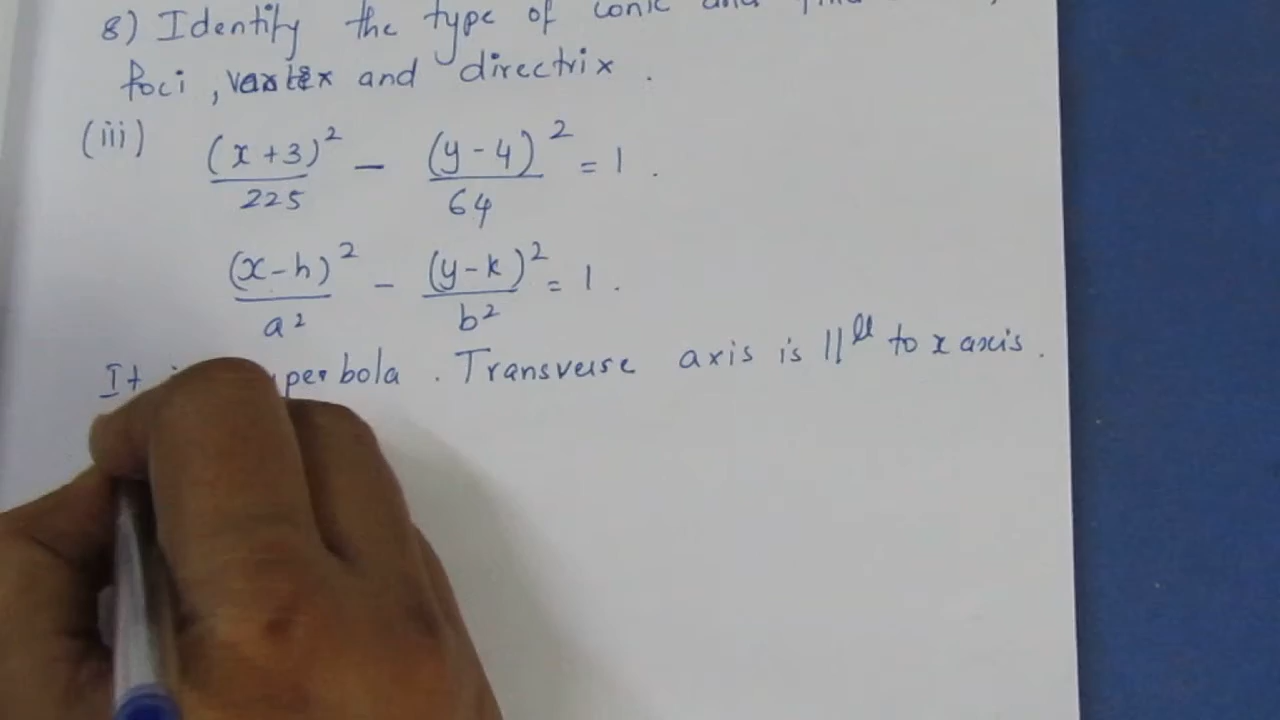 8) Identify the type of conic and
foci, vertex and directrix.
(iii) (x+3)²/225 - (y-4)²/64 = 1.
(x-h)²/a² - (y-k)²/b² = 1.
It perbola. Transverse axis is ||ˡˡ to x axis.